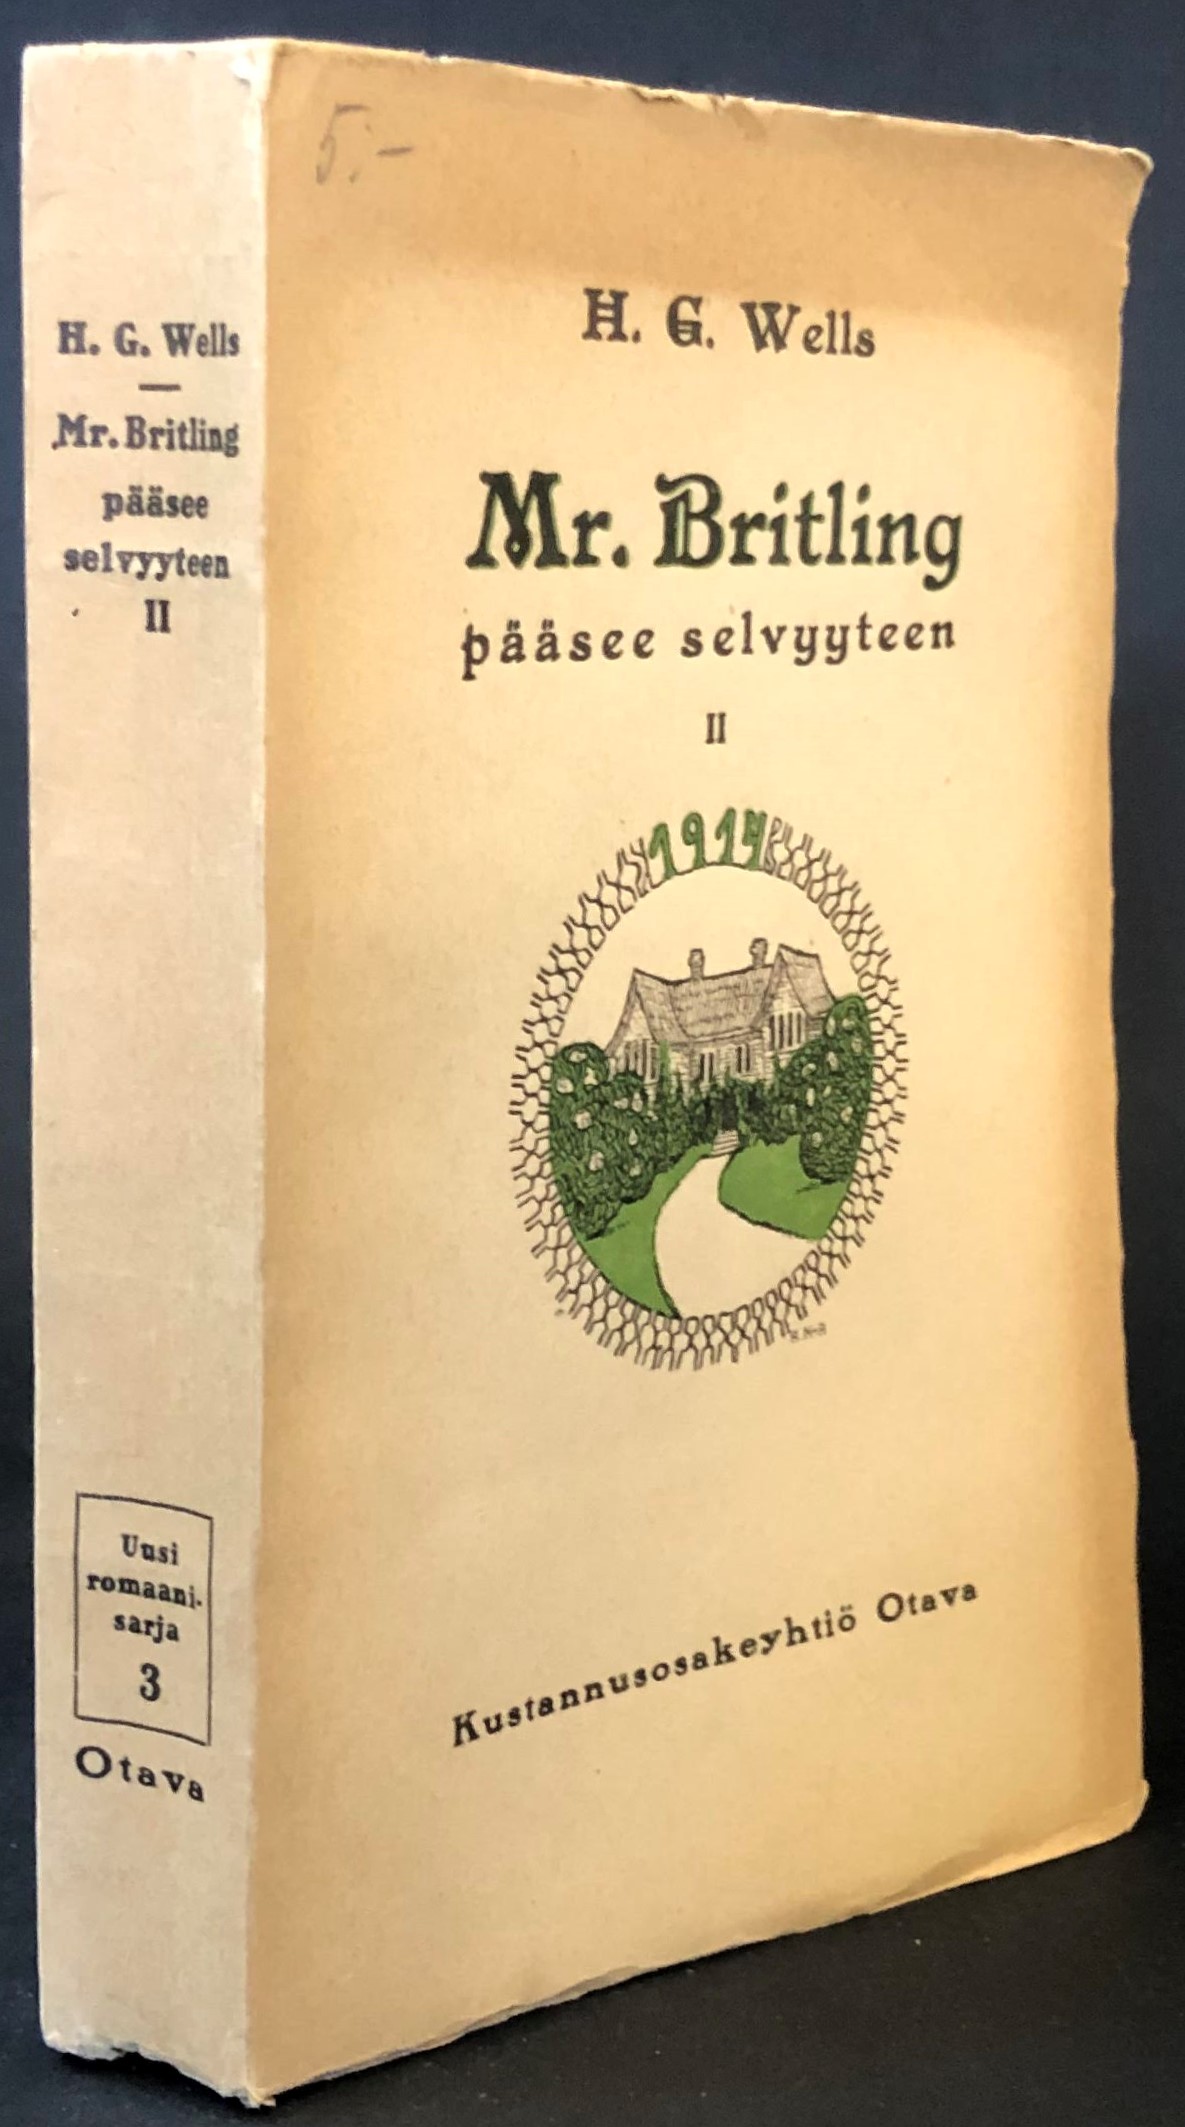 H. G. Wells
Mr. Britling
pääsee
selvyyteen
II
Uusi
romaani-
sarja
3
Otava
5:-
H. G. Wells
Mr. Britling
pääsee selvyyteen
II
1914
Kustannusosakeyhtiö Otava